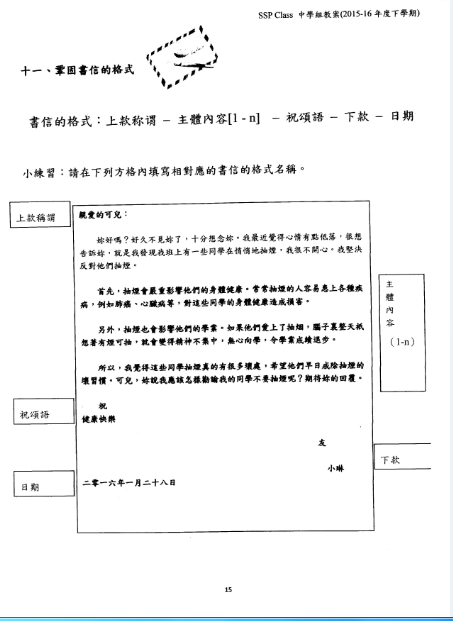 SSP Class 中學組教案(2015-16 年度下學期)
十一、鞏固書信的格式
書信的格式：上款称谓 － 主體內容[1 - n] － 祝頌語 － 下款 － 日期
小練習：請在下列方格內填寫相對應的書信的格式名稱。
上款稱謂
親愛的可兒：
妳好嗎？好久不見妳了，十分想念妳。我最近覺得心情有點低落，很想
告訴妳，就是我發現我班上有一些同學在悄悄地抽煙，我很不開心。我堅決
反對他們抽煙。
首先，抽煙會嚴重影響他們的身體健康。常常抽煙的人容易患上各種疾
病，例如肺癌、心臟病等，對這些同學的身體健康造成損害。
另外，抽煙也會影響他們的學業。如果他們愛上了抽烟，腦子裏整天祇
想著有煙可抽，就會變得精神不集中，無心向學，令學業成績退步。
所以，我覺得這些同學抽煙真的有很多壞處，希望他們早日戒除抽煙的
壞習慣。可兒，妳說我應該怎樣勸諭我的同學不要抽煙呢？期待妳的回覆。
主
體
內
容
（1-n）
祝頌語
祝
健康快樂
友
小琳
下款
日期
二零一六年一月二十八日
15